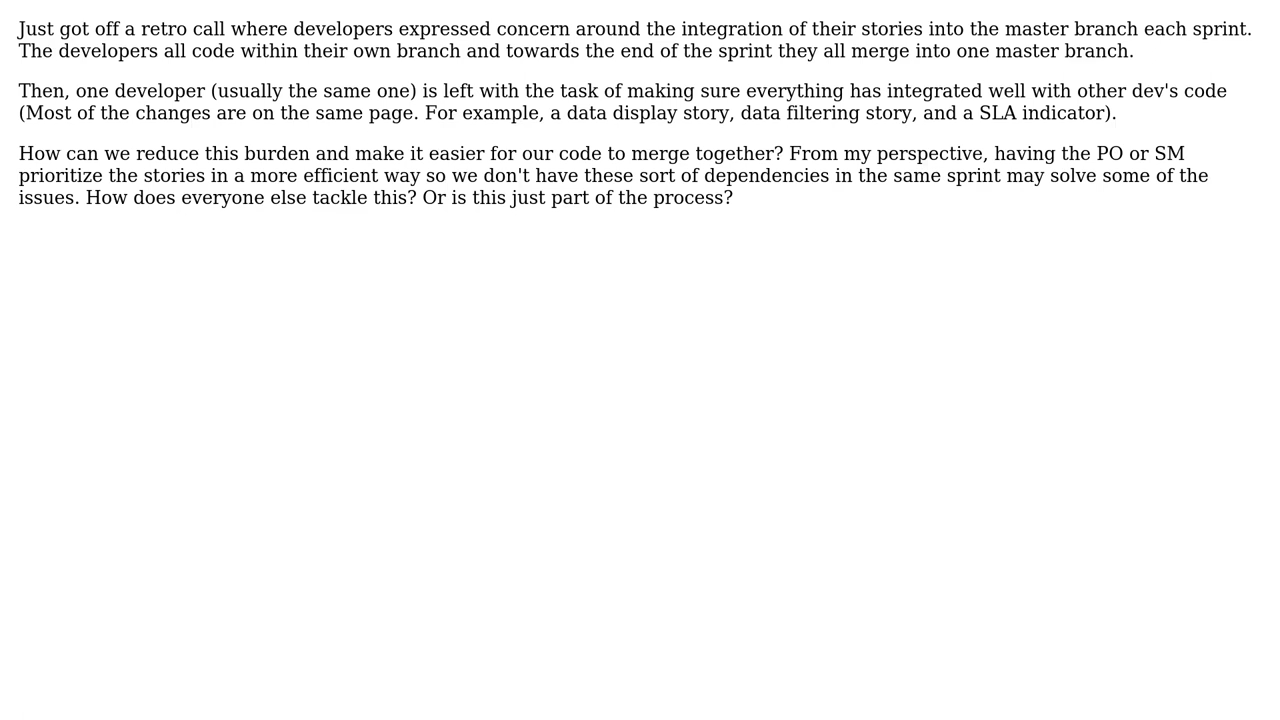 Just got off a retro call where developers expressed concern around the integration of their stories into the master branch each sprint.
The developers all code within their own branch and towards the end of the sprint they all merge into one master branch.
Then, one developer (usually the same one) is left with the task of making sure everything has integrated well with other dev's code
(Most of the changes are on the same page. For example, a data display story, data filtering story, and a SLA indicator).
How can we reduce this burden and make it easier for our code to merge together? From my perspective, having the PO or SM
prioritize the stories in a more efficient way so we don't have these sort of dependencies in the same sprint may solve some of the
issues. How does everyone else tackle this? Or is this just part of the process?